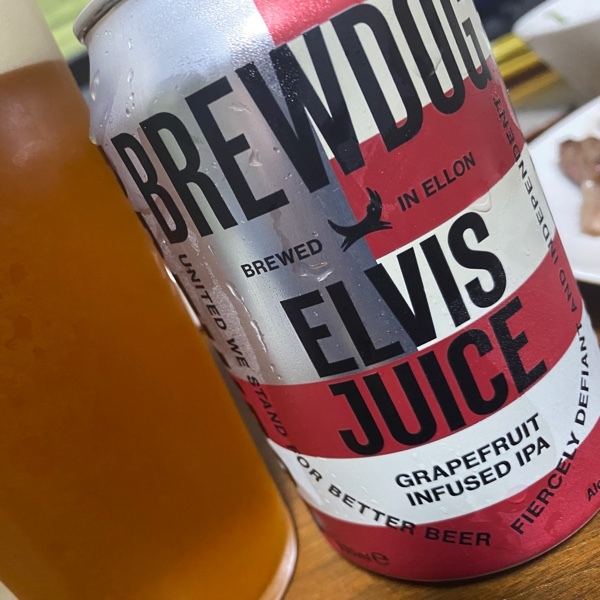 BREWDOG
BREWED IN ELLON
ELVIS
JUICE
GRAPEFRUIT
INFUSED IPA
UNITED WE STAND FOR BETTER BEER
FIERCELY DEFIANT AND INDEPENDENT